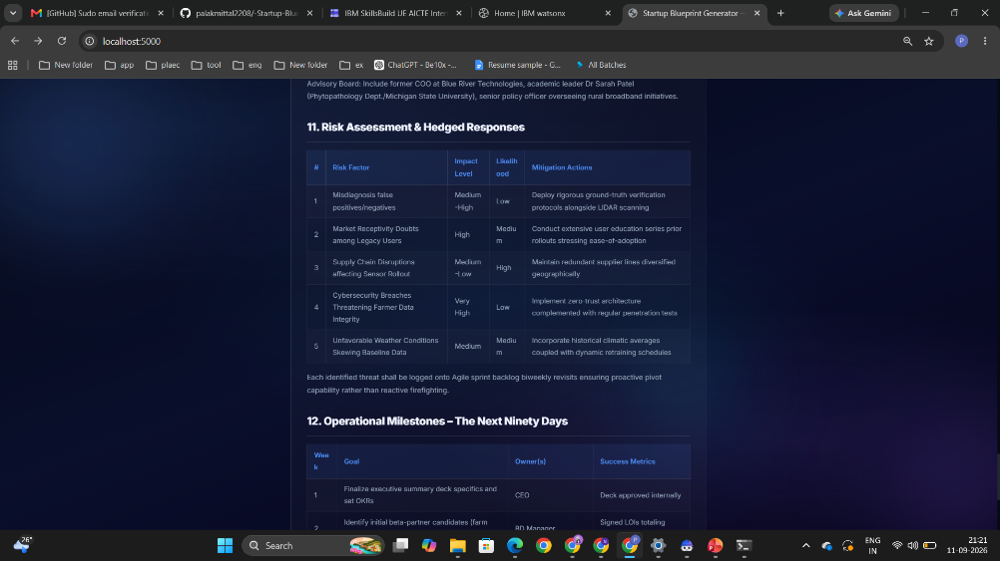 [GitHub] Sudo email verificatio
palakmittal2208/-Startup-Blue
IBM SkillsBuild UE AICTE Inter
Home | IBM watsonx
Startup Blueprint Generator —
Ask Gemini
localhost:5000
P
New folder
app
plaec
tool
eng
New folder
ex
ChatGPT - Be10x -...
Resume sample - G...
All Batches
Advisory Board: Include former COO at Blue River Technologies, academic leader Dr Sarah Patel
(Phytopathology Dept./Michigan State University), senior policy officer overseeing rural broadband initiatives.
11. Risk Assessment & Hedged Responses
# Risk Factor Impact Level Likelihood Mitigation Actions
1 Misdiagnosis false positives/negatives Medium-High Low Deploy rigorous ground-truth verification protocols alongside LIDAR scanning
2 Market Receptivity Doubts among Legacy Users High Medium Conduct extensive user education series prior rollouts stressing ease-of-adoption
3 Supply Chain Disruptions effecting Sensor Rollout Medium-Low High Maintain redundant supplier lines diversified geographically
4 Cybersecurity Breaches Threatening Farmer Data Integrity Very High Low Implement zero-trust architecture complemented with regular penetration tests
5 Unfavorable Weather Conditions Skewing Baseline Data Medium Medium Incorporate historical climatic averages coupled with dynamic retraining schedules
Each identified threat shall be logged onto Agile sprint backlog biweekly revisits ensuring proactive pivot
capability rather than reactive firefighting.
12. Operational Milestones – The Next Ninety Days
Week Goal Owner(s) Success Metrics
1 Finalize executive summary deck specifics and set OKRs CEO Deck approved internally
2 Identify initial beta-partner candidates (farm BD Manager Signed LOIs totaling
26°
Search
ENG
IN
21:21
11-09-2026